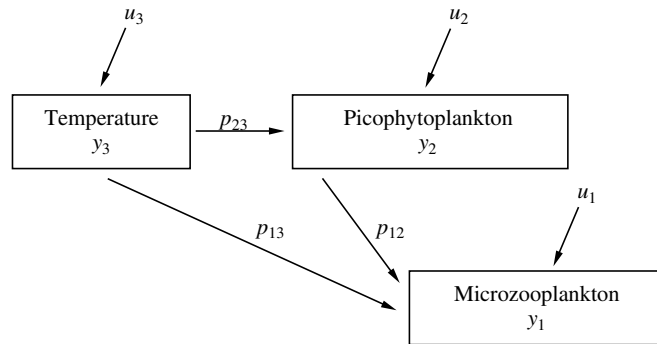 u₃
u₂
Temperature
y₃
p₂₃
Picophytoplankton
y₂
u₁
p₁₃
p₁₂
Microzooplankton
y₁